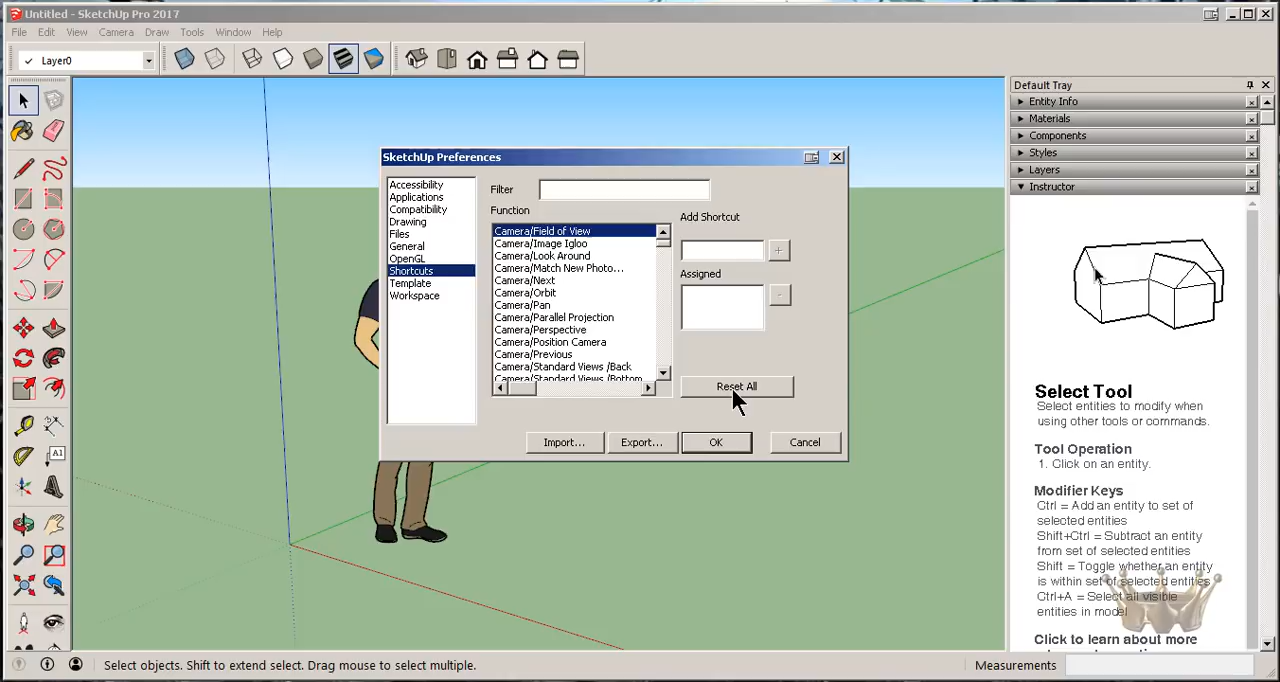 Untitled - SketchUp Pro 2017
File Edit View Camera Draw Tools Window Help
Layer0
Default Tray
Entity Info
Materials
Components
Styles
Layers
Instructor
SketchUp Preferences
Accessibility
Applications
Compatibility
Drawing
Files
General
OpenGL
Shortcuts
Template
Workspace
Filter
Function
Camera/Field of View
Camera/Image Igloo
Camera/Look Around
Camera/Match New Photo...
Camera/Next
Camera/Orbit
Camera/Pan
Camera/Parallel Projection
Camera/Perspective
Camera/Position Camera
Camera/Previous
Camera/Standard Views /Back
Camera/Standard Views /Bottom
Add Shortcut
+
Assigned
-
Reset All
Import... Export... OK Cancel
A1
Select Tool
Select entities to modify when
using other tools or commands.
Tool Operation
1. Click on an entity.
Modifier Keys
Ctrl = Add an entity to set of
selected entities
Shift+Ctrl = Subtract an entity
from set of selected entities
Shift = Toggle whether an entity
is within set of selected entities
Ctrl+A = Select all visible
entities in model
Click to learn about more
Select objects. Shift to extend select. Drag mouse to select multiple.
Measurements